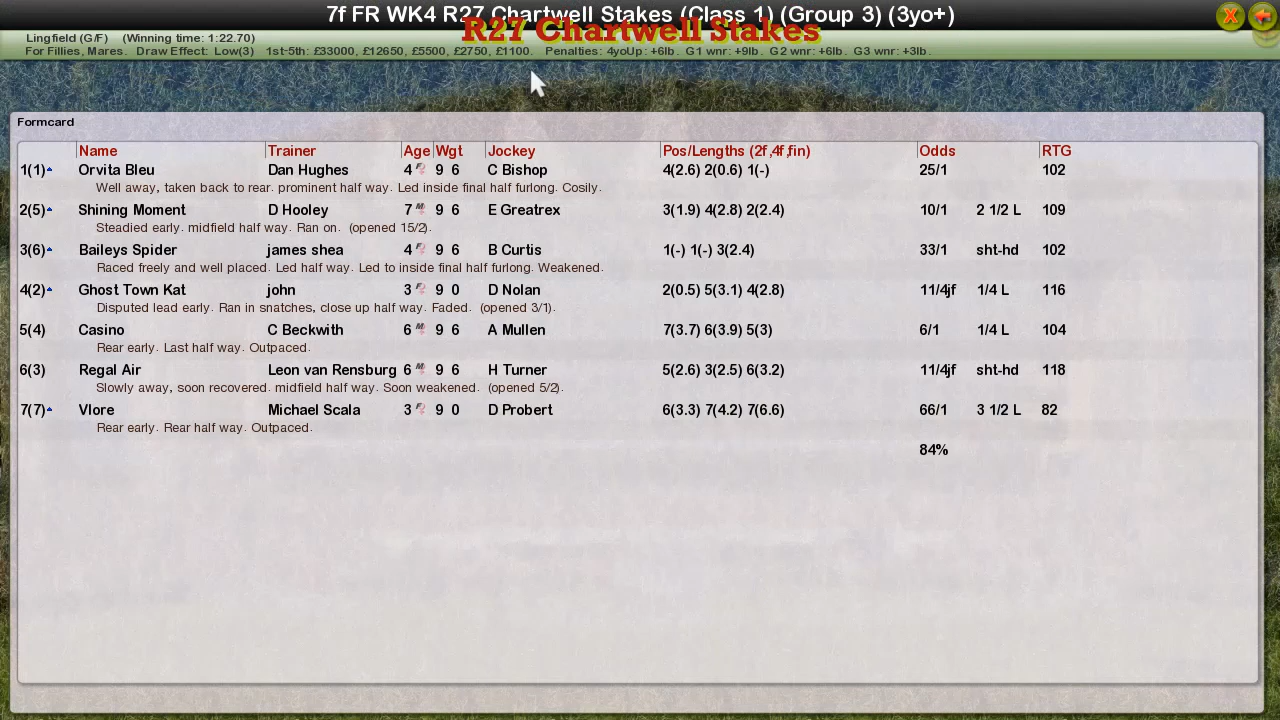 7f FR WK4 R27 Chartwell Stakes (Class 1) (Group 3) (3yo+)
R27 Chartwell Stakes
Lingfield (G/F) (Winning time: 1:22.70)
For Fillies, Mares. Draw Effect: Low(3) 1st-5th: £33000, £12650, £5500, £2750, £1100. Penalties: 4yoUp: +6lb. G1 wnr: +9lb. G2 wnr: +6lb. G3 wnr: +3lb.
Formcard
Name Trainer Age Wgt Jockey Pos/Lengths (2f,4f,fin) Odds RTG
1(1) Orvita Bleu Dan Hughes 4 F 9 6 C Bishop 4(2.6) 2(0.6) 1(-) 25/1 102
Well away, taken back to rear. prominent half way. Led inside final half furlong. Cosily.
2(5) Shining Moment D Hooley 7 M 9 6 E Greatrex 3(1.9) 4(2.8) 2(2.4) 10/1 2 1/2 L 109
Steadied early. midfield half way. Ran on. (opened 15/2).
3(6) Baileys Spider james shea 4 F 9 6 B Curtis 1(-) 1(-) 3(2.4) 33/1 sht-hd 102
Raced freely and well placed. Led half way. Led to inside final half furlong. Weakened.
4(2) Ghost Town Kat john 3 F 9 0 D Nolan 2(0.5) 5(3.1) 4(2.8) 11/4jf 1/4 L 116
Disputed lead early. Ran in snatches, close up half way. Faded. (opened 3/1).
5(4) Casino C Beckwith 6 M 9 6 A Mullen 7(3.7) 6(3.9) 5(3) 6/1 1/4 L 104
Rear early. Last half way. Outpaced.
6(3) Regal Air Leon van Rensburg 6 M 9 6 H Turner 5(2.6) 3(2.5) 6(3.2) 11/4jf sht-hd 118
Slowly away, soon recovered. midfield half way. Soon weakened. (opened 5/2).
7(7) Vlore Michael Scala 3 F 9 0 D Probert 6(3.3) 7(4.2) 7(6.6) 66/1 3 1/2 L 82
Rear early. Rear half way. Outpaced.
84%